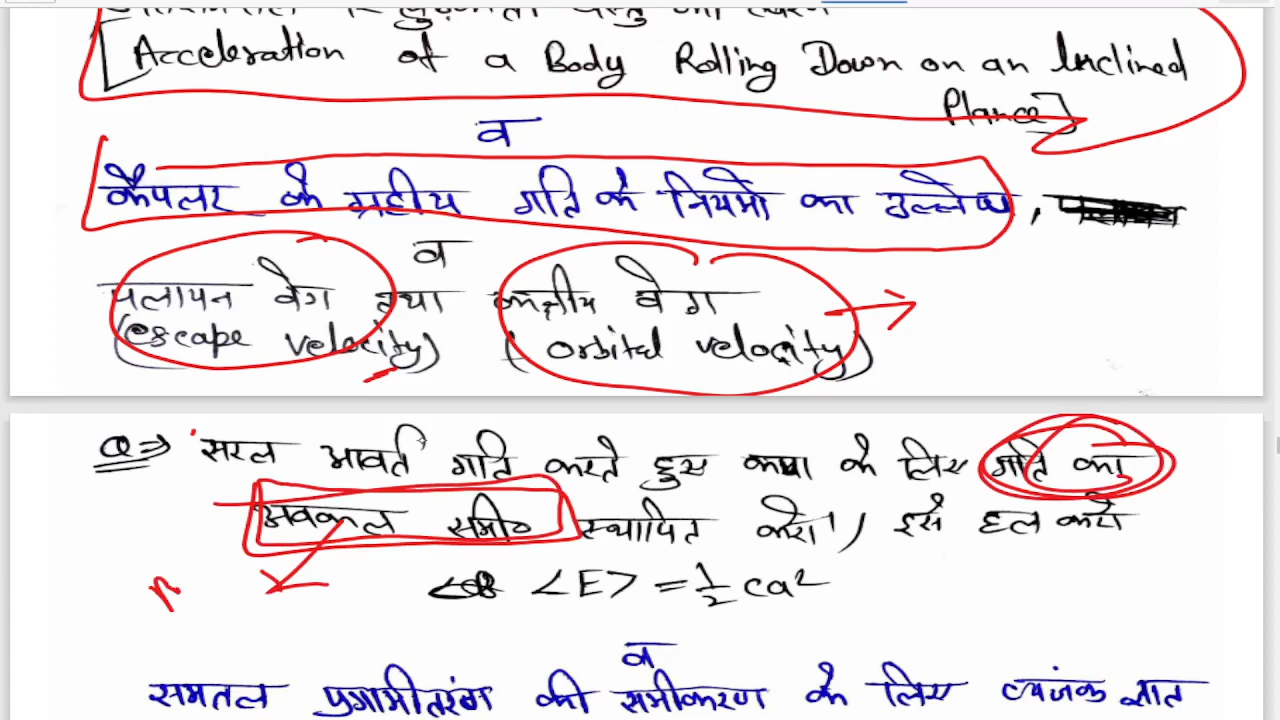 [Acceleration of a Body Rolling Down on an Inclined
Plance]
व
कैपलर के ग्रहीय गति के नियमो का उल्लेख,
व
पलायन वेग तथा कक्षीय वेग
(escape velocity) (orbital velocity)
Q⇒ सरल आवर्त गति करते हुए कण के लिए गति का
अवकल समी० स्थापित करो, इसे हल करो
<E> = 1/2 ca²
व
समतल प्रगामी तरंग की समीकरण के लिए व्यंजक ज्ञात